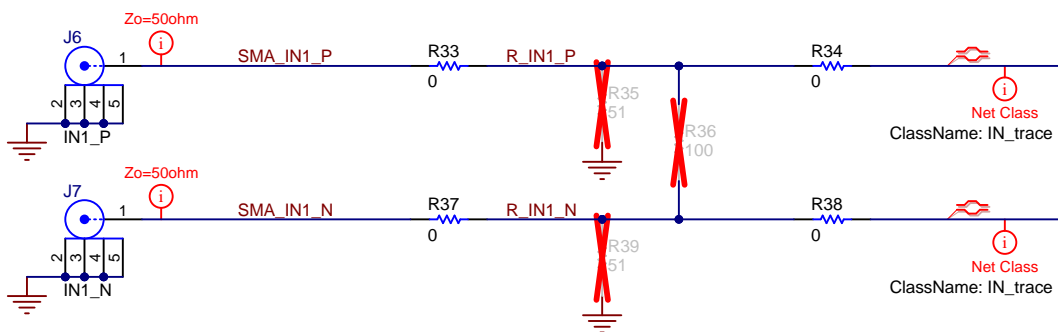 Zo=50ohm
J6
i
1
SMA_IN1_P
R33
0
R_IN1_P
R34
0
R35
51
2
3
4
5
IN1_P
i
Net Class
ClassName: IN_trace
R36
100
Zo=50ohm
J7
i
1
SMA_IN1_N
R37
0
R_IN1_N
R38
0
R39
51
2
3
4
5
IN1_N
i
Net Class
ClassName: IN_trace